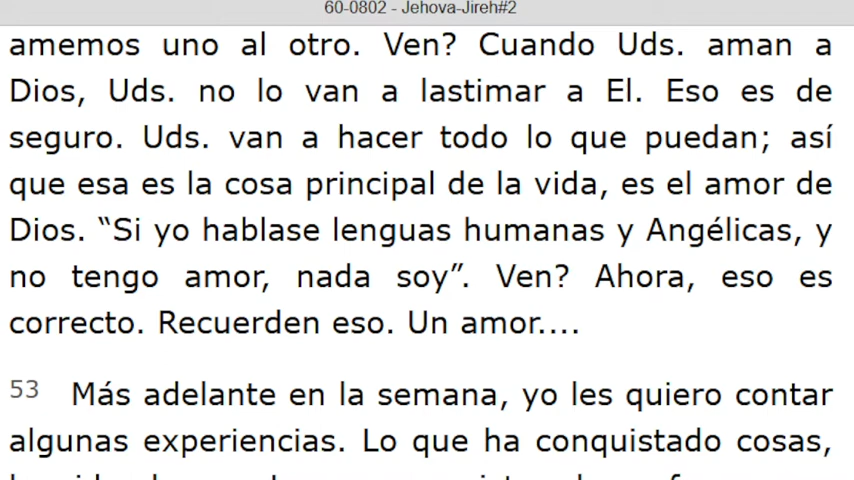 60-0802 - Jehova-Jireh#2
amemos uno al otro. Ven? Cuando Uds. aman a
Dios, Uds. no lo van a lastimar a El. Eso es de
seguro. Uds. van a hacer todo lo que puedan; así
que esa es la cosa principal de la vida, es el amor de
Dios. “Si yo hablase lenguas humanas y Angélicas, y
no tengo amor, nada soy”. Ven? Ahora, eso es
correcto. Recuerden eso. Un amor....
53 Más adelante en la semana, yo les quiero contar
algunas experiencias. Lo que ha conquistado cosas,